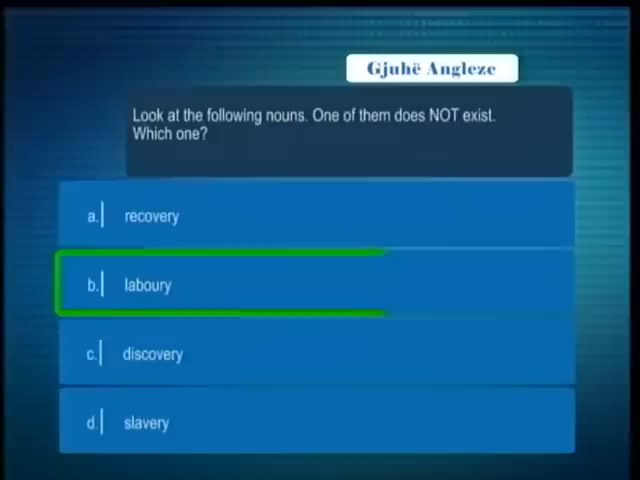 Gjuhë Angleze
Look at the following nouns. One of them does NOT exist.
Which one?
a. recovery
b. laboury
c. discovery
d. slavery